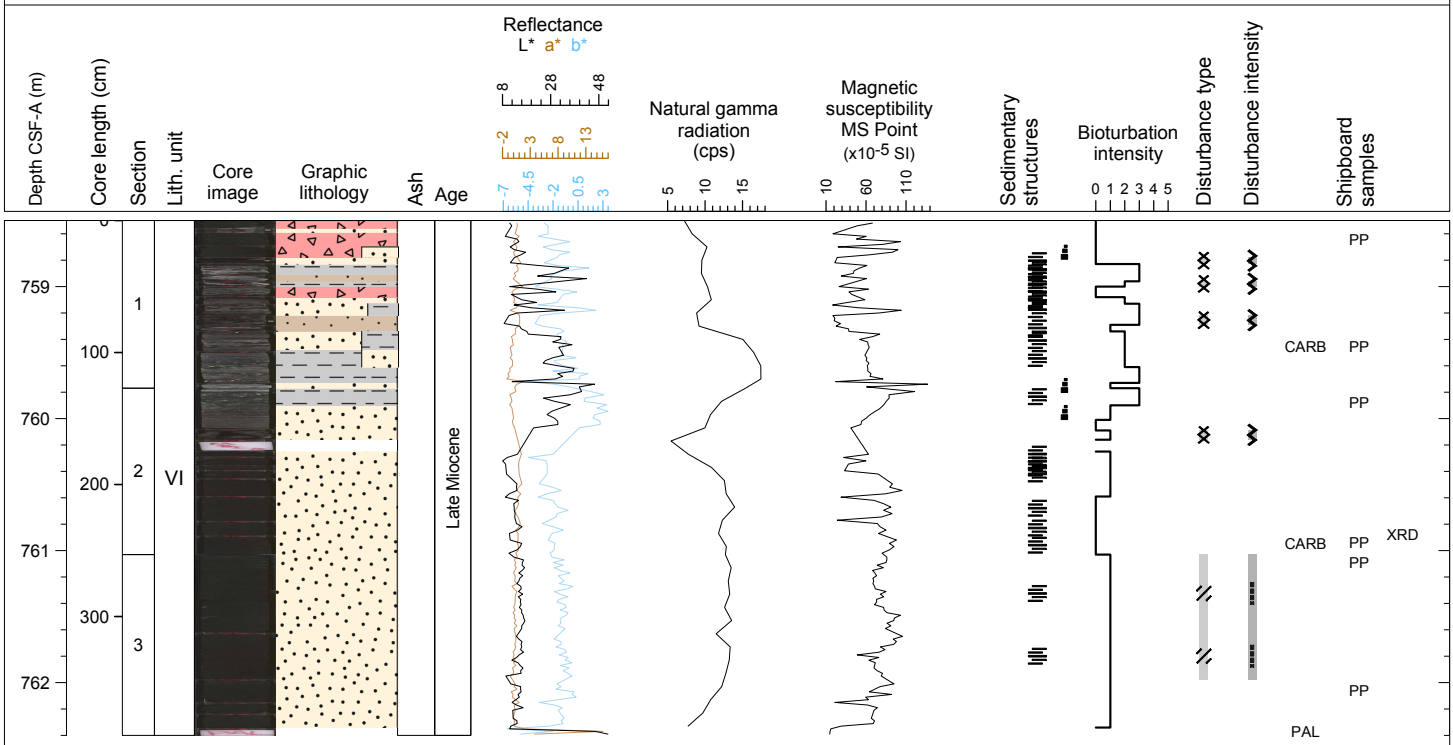 Depth CSF-A (m)
Core length (cm)
Section
Lith. unit
Core
image
Graphic
lithology
Ash
Age
Reflectance
L* a* b*
8 28 48
-2 3 8 13
-7 -4.5 -2 0.5 3
Natural gamma
radiation
(cps)
5 10 15
Magnetic
susceptibility
MS Point
(x10-5 SI)
10 60 110
Sedimentary
structures
Bioturbation
intensity
0 1 2 3 4 5
Disturbance type
Disturbance intensity
Shipboard
samples
0
PP
759
1
100
CARB PP
PP
760
200
2
VI
Late Miocene
XRD
761
CARB PP
PP
300
3
762
PP
PAL